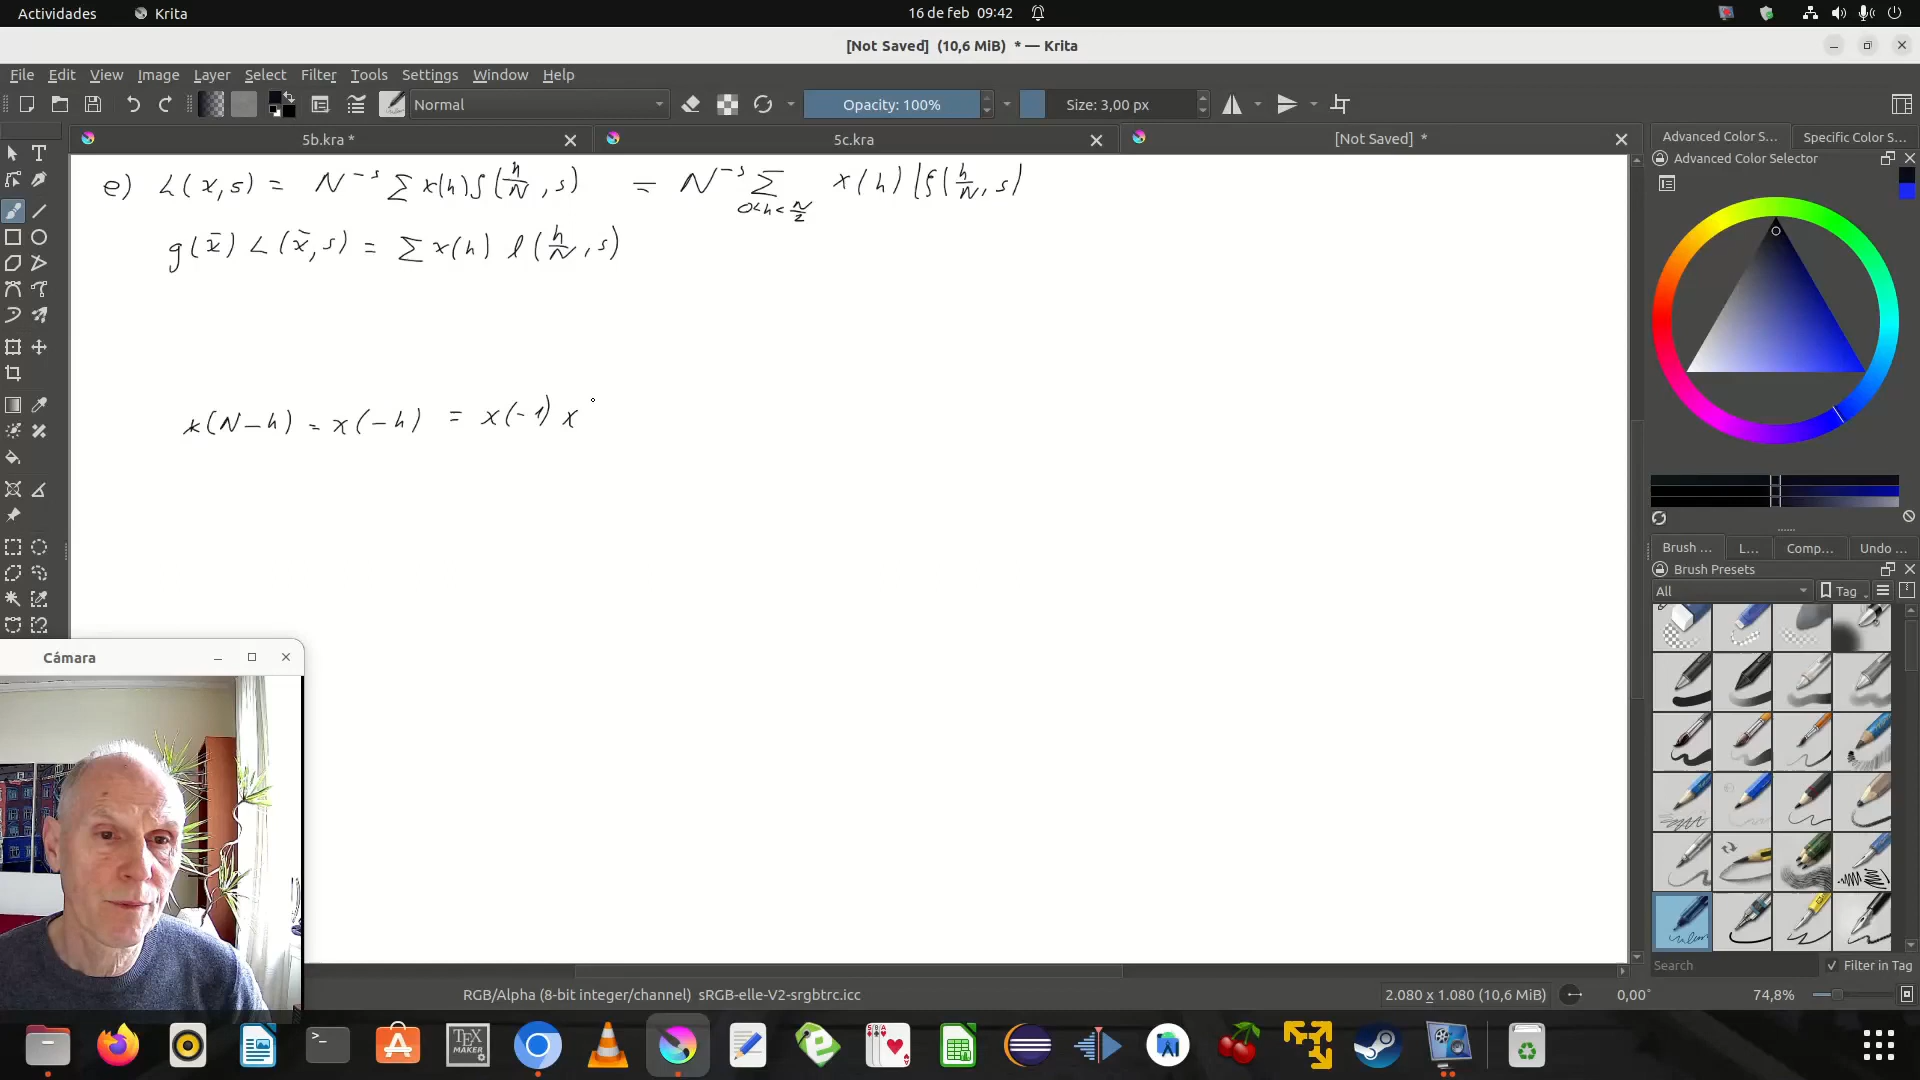 Actividades Krita 16 de feb 09:42
[Not Saved] (10,6 MiB) * — Krita
File Edit View Image Layer Select Filter Tools Settings Window Help
Normal Opacity: 100% Size: 3,00 px
5b.kra * 5c.kra [Not Saved] * Advanced Color S... Specific Color S...
Advanced Color Selector
e) L(x,s) = N^-s ∑ x(h) ζ(h/N, s) = N^-s ∑ 0<h<N/2 x(h) [ζ(h/N, s)
g(x̄) L(x̄,s) = ∑ x(h) l(h/N, s)
x(N-h) = x(-h) = x(-1) x
Brush ... L... Comp... Undo ...
Brush Presets
All Tag
Cámara
Search Filter in Tag
RGB/Alpha (8-bit integer/channel) sRGB-elle-V2-srgbtrc.icc 2.080 x 1.080 (10,6 MiB) 0,00° 74,8%
TEX MAKER